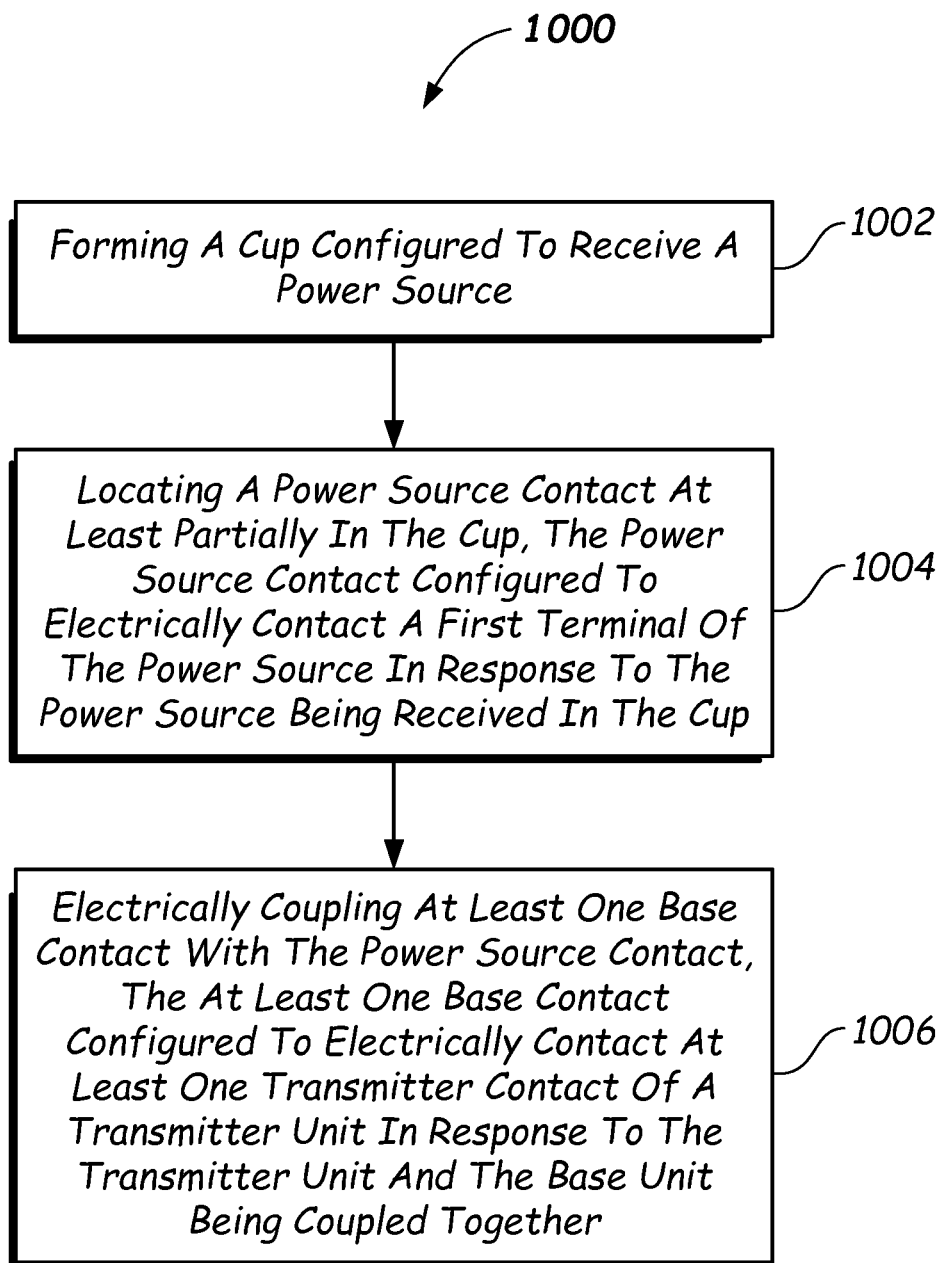 1000
Forming A Cup Configured To Receive A
Power Source
1002
Locating A Power Source Contact At
Least Partially In The Cup, The Power
Source Contact Configured To
Electrically Contact A First Terminal Of
The Power Source In Response To The
Power Source Being Received In The Cup
1004
Electrically Coupling At Least One Base
Contact With The Power Source Contact,
The At Least One Base Contact
Configured To Electrically Contact At
Least One Transmitter Contact Of A
Transmitter Unit In Response To The
Transmitter Unit And The Base Unit
Being Coupled Together
1006